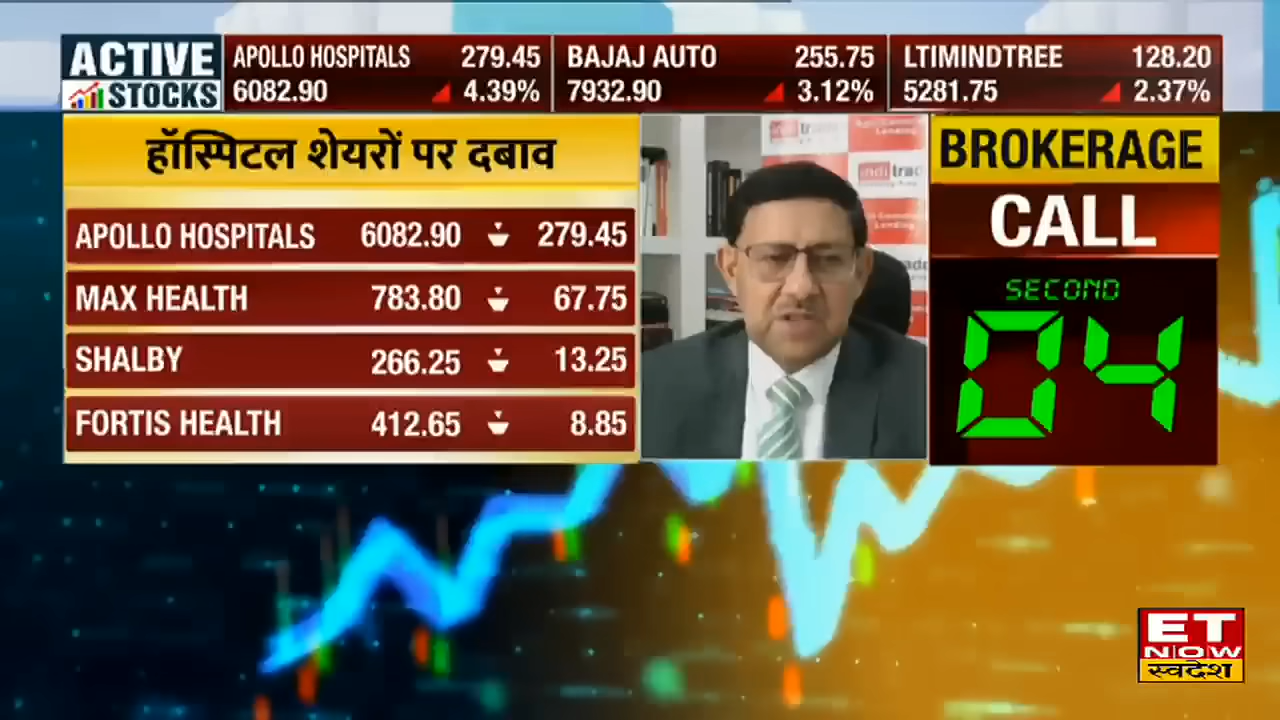 ACTIVE
STOCKS
APOLLO HOSPITALS 279.45
6082.90 4.39%
BAJAJ AUTO 255.75
7932.90 3.12%
LTIMINDTREE 128.20
5281.75 2.37%
हॉस्पिटल शेयरों पर दबाव
APOLLO HOSPITALS 6082.90 279.45
MAX HEALTH 783.80 67.75
SHALBY 266.25 13.25
FORTIS HEALTH 412.65 8.85
BROKERAGE
CALL
SECOND
04
ET
NOW
स्वदेश